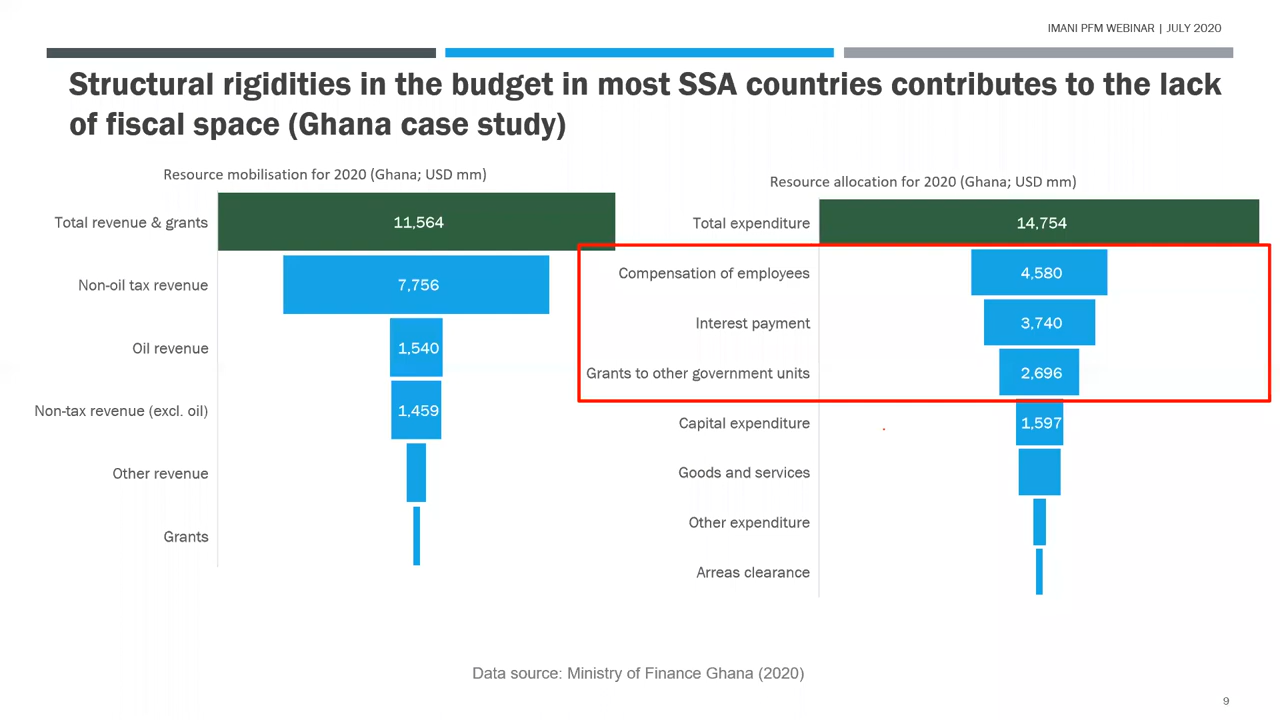 IMANI PFM WEBINAR | JULY 2020
Structural rigidities in the budget in most SSA countries contributes to the lack
of fiscal space (Ghana case study)
Resource mobilisation for 2020 (Ghana; USD mm)
Total revenue & grants 11,564
Non-oil tax revenue 7,756
Oil revenue 1,540
Non-tax revenue (excl. oil) 1,459
Other revenue
Grants
Resource allocation for 2020 (Ghana; USD mm)
Total expenditure 14,754
Compensation of employees 4,580
Interest payment 3,740
Grants to other government units 2,696
Capital expenditure 1,597
Goods and services
Other expenditure
Arreas clearance
Data source: Ministry of Finance Ghana (2020)
9